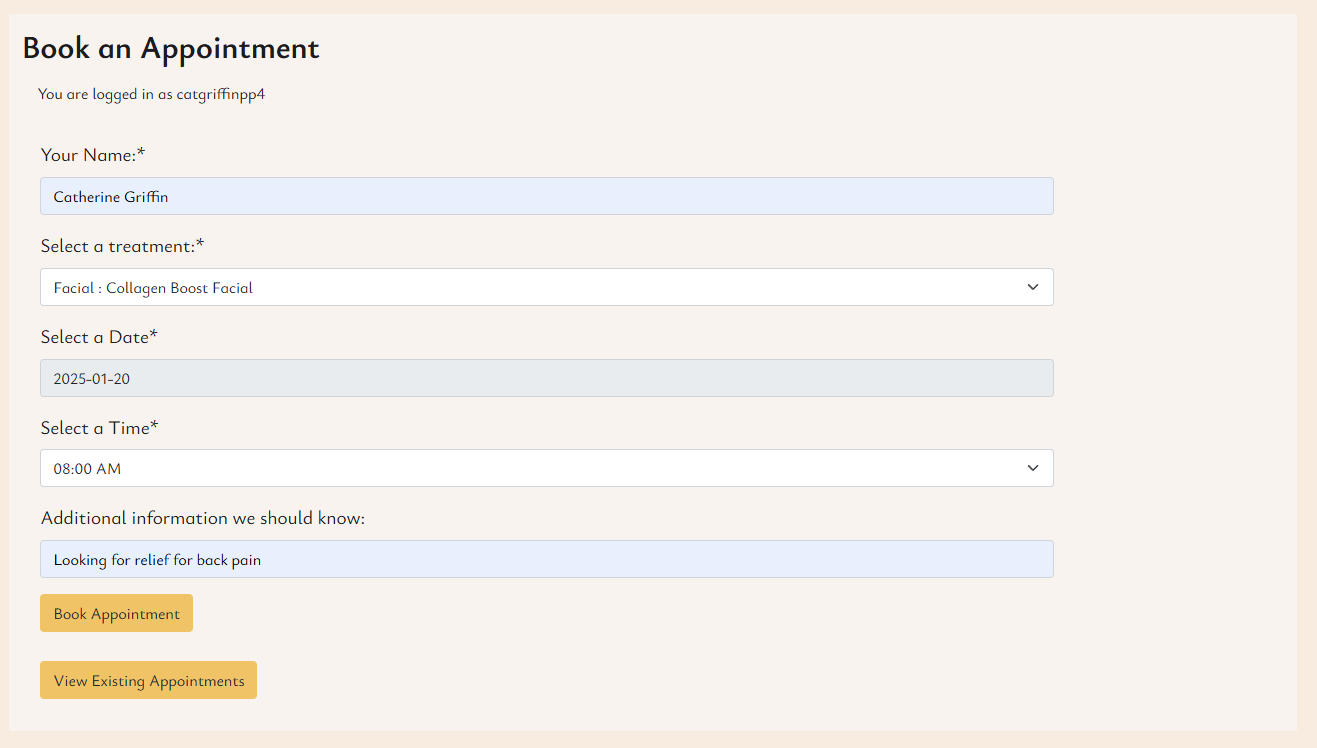 Book an Appointment
You are logged in as catgriffinpp4
Your Name:*
Catherine Griffin
Select a treatment:*
Facial : Collagen Boost Facial
Select a Date*
2025-01-20
Select a Time*
08:00 AM
Additional information we should know:
Looking for relief for back pain
Book Appointment
View Existing Appointments